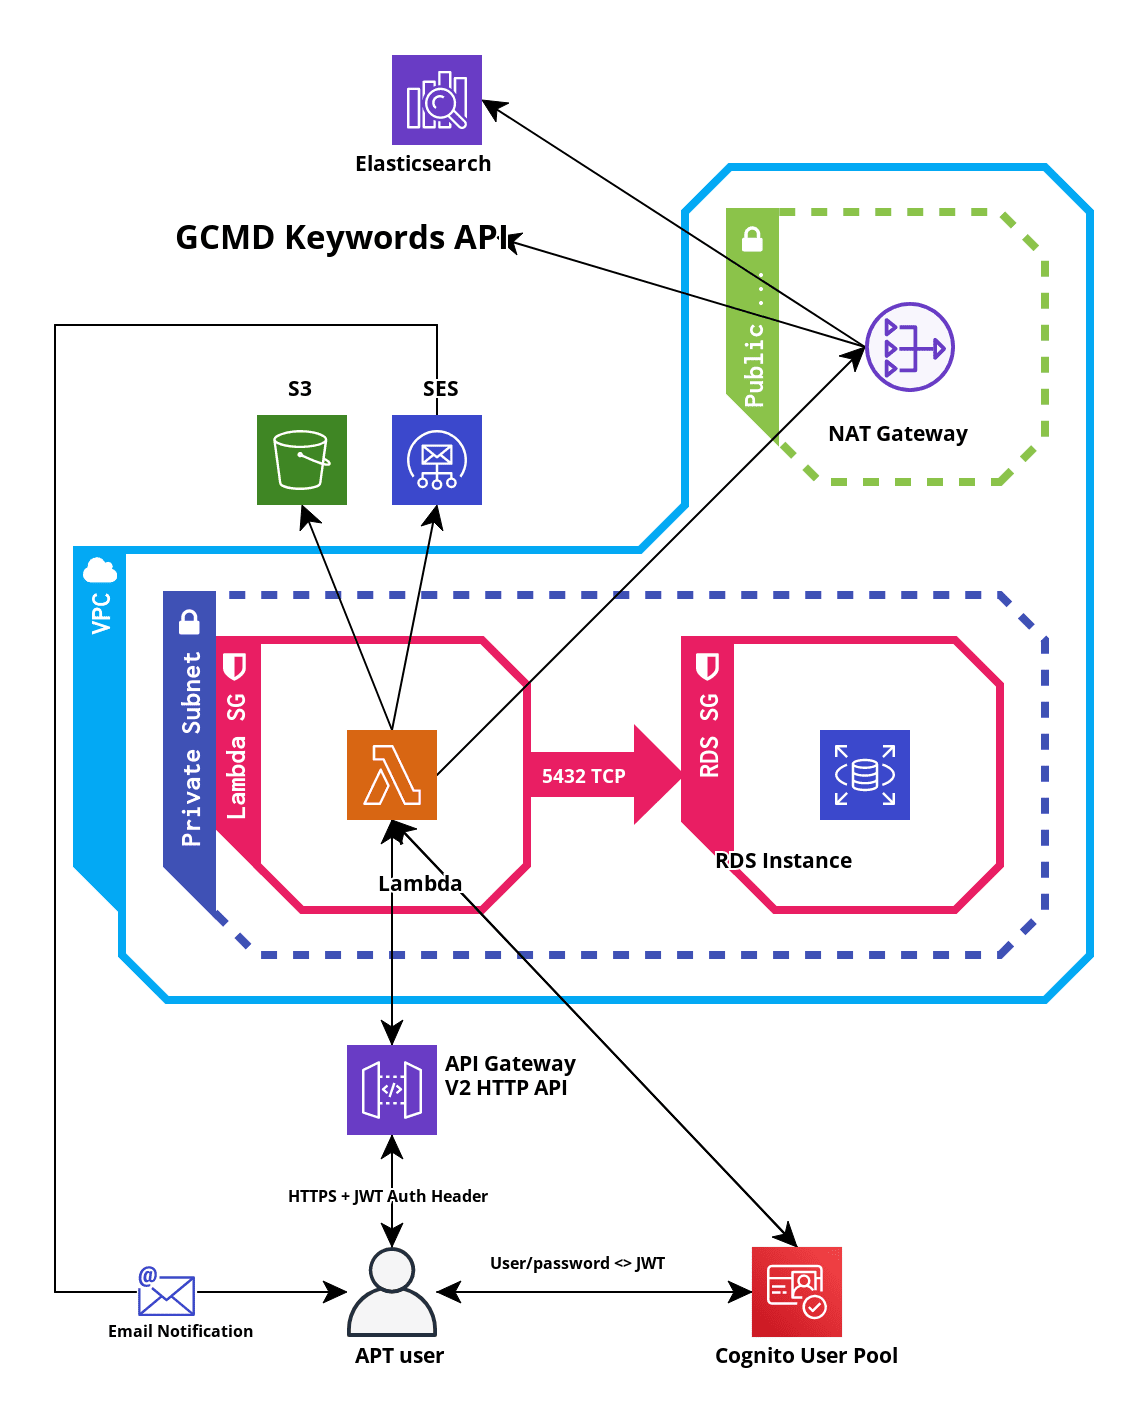 Elasticsearch
GCMD Keywords API
Public ...
NAT Gateway
S3
SES
VPC
Private Subnet
Lambda SG
5432 TCP
RDS SG
RDS Instance
Lambda
API Gateway
V2 HTTP API
HTTPS + JWT Auth Header
User/password <> JWT
@
Email Notification
APT user
Cognito User Pool